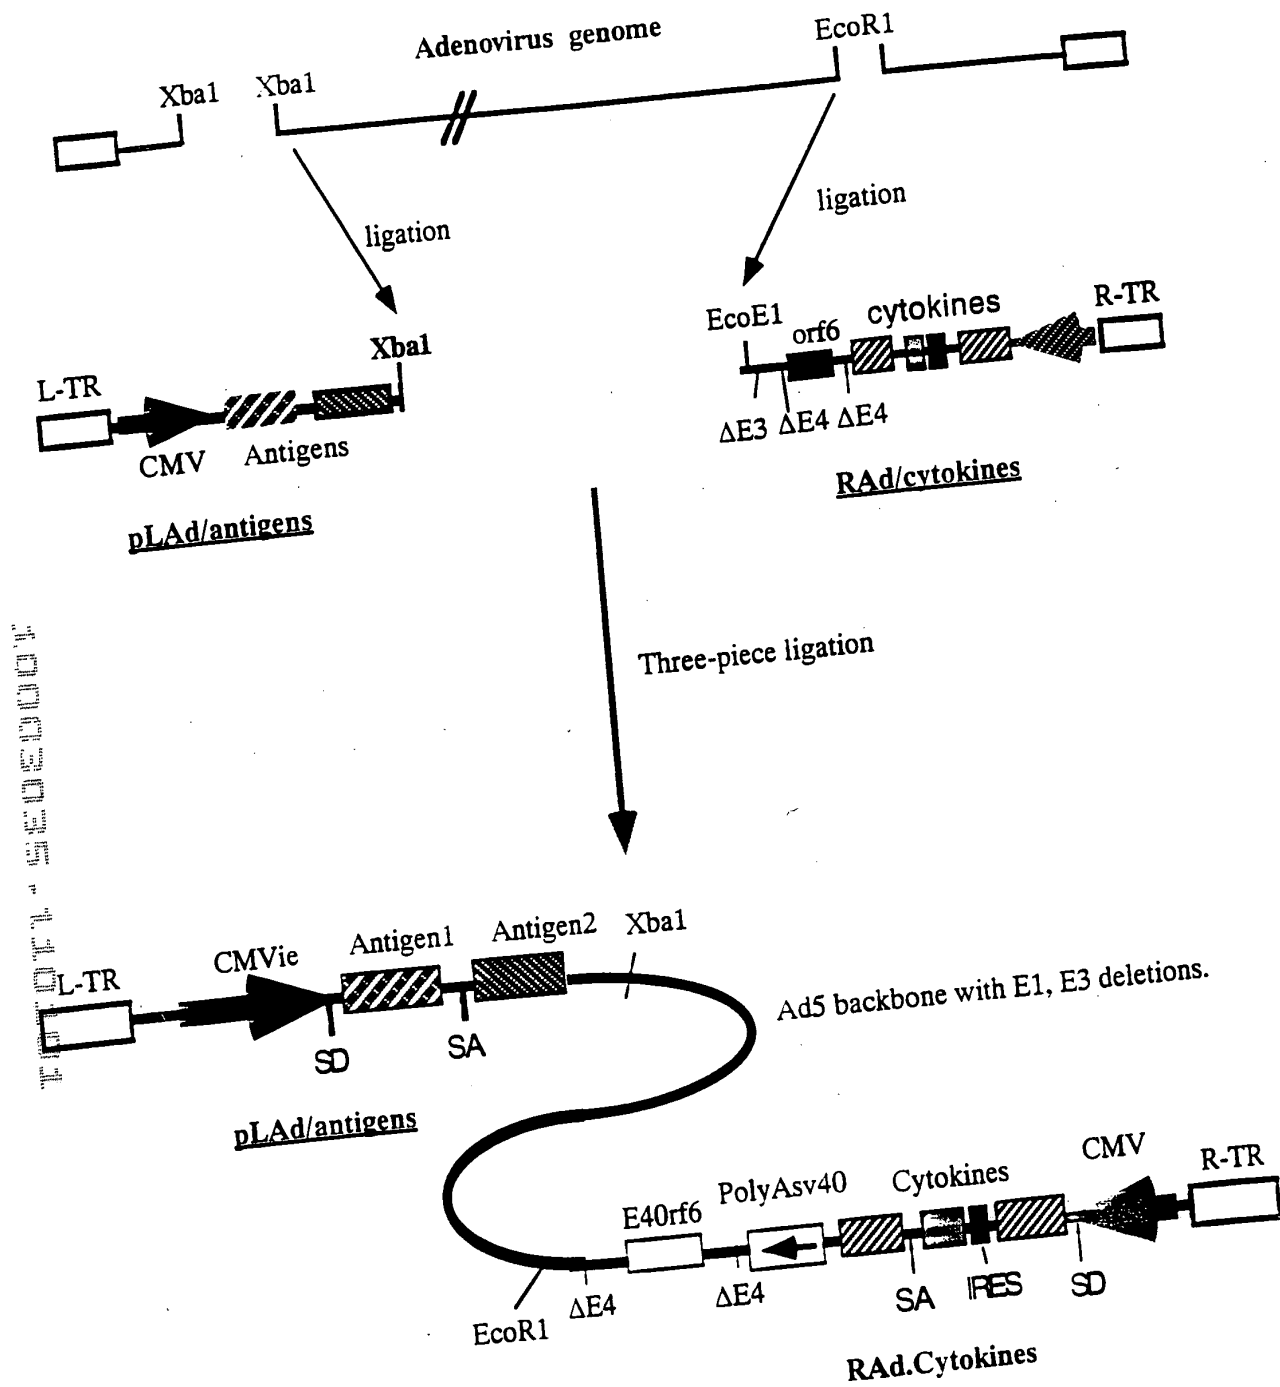 Adenovirus genome
EcoR1
Xba1
Xba1
ligation
ligation
EcoE1
orf6
cytokines
R-TR
Xba1
L-TR
CMV
Antigens
ΔE3
ΔE4
ΔE4
RAd/cytokines
pLAd/antigens
Three-piece ligation
L-TR
CMVie
Antigen1
Antigen2
Xba1
SD
SA
Ad5 backbone with E1, E3 deletions.
pLAd/antigens
E40rf6
PolyAsv40
Cytokines
CMV
R-TR
EcoR1
ΔE4
ΔE4
SA
IRES
SD
RAd.Cytokines